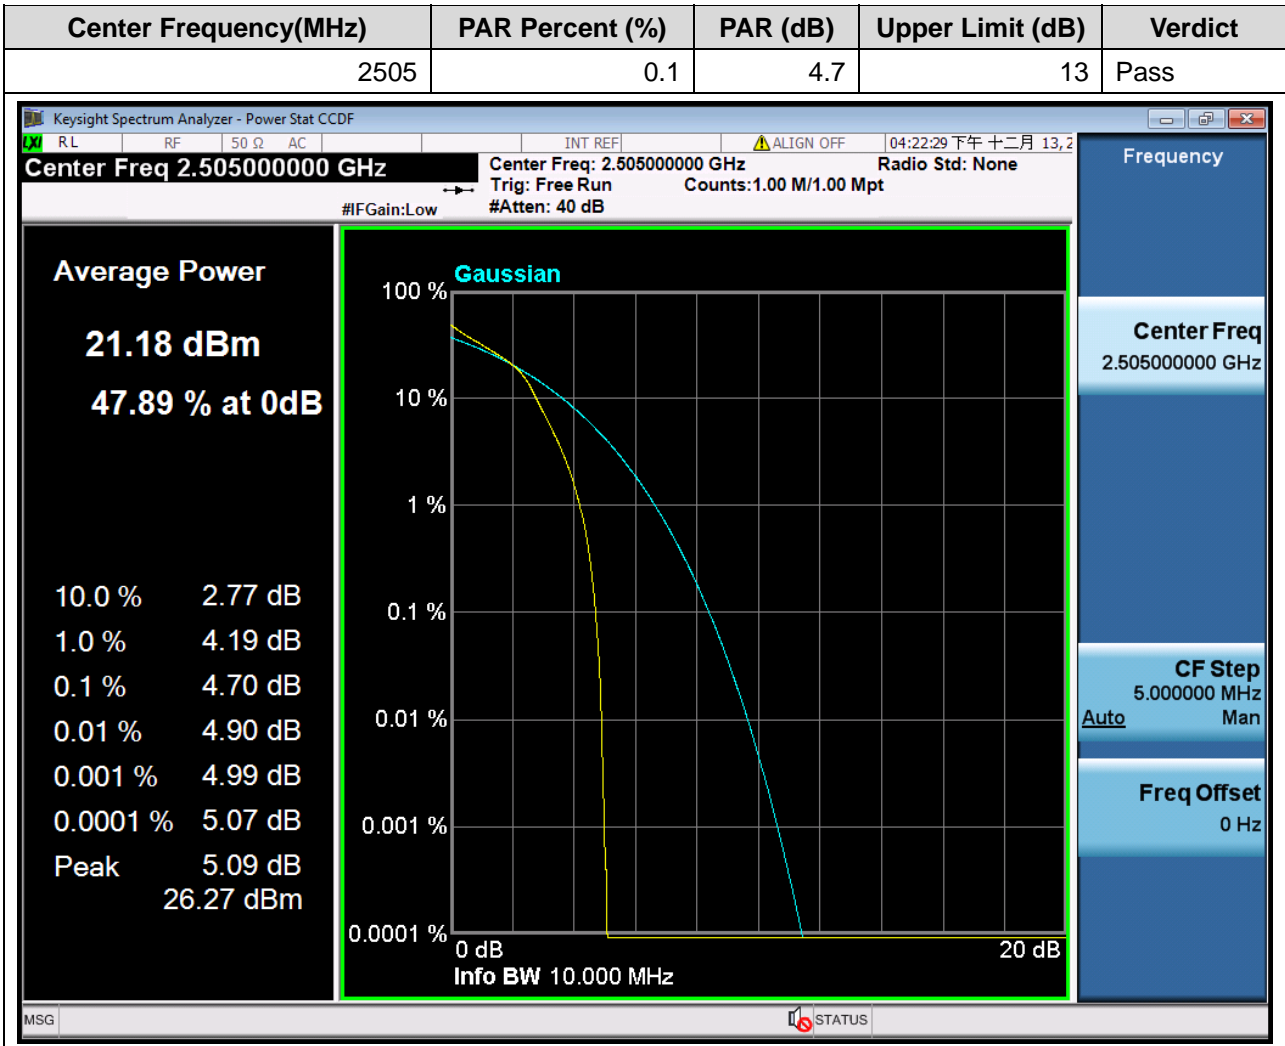 Center Frequency(MHz) PAR Percent (%) PAR (dB) Upper Limit (dB) Verdict
2505 0.1 4.7 13 Pass
Keysight Spectrum Analyzer - Power Stat CCDF
LXI RL RF 50 Ω AC INT REF ALIGN OFF 04:22:29 下午 十二月 13, 2
Center Freq 2.505000000 GHz
Center Freq: 2.505000000 GHz Radio Std: None
Trig: Free Run Counts:1.00 M/1.00 Mpt
#IFGain:Low #Atten: 40 dB
Average Power
21.18 dBm
47.89 % at 0dB
10.0 % 2.77 dB
1.0 % 4.19 dB
0.1 % 4.70 dB
0.01 % 4.90 dB
0.001 % 4.99 dB
0.0001 % 5.07 dB
Peak 5.09 dB
26.27 dBm
Gaussian
100 %
10 %
1 %
0.1 %
0.01 %
0.001 %
0.0001 %
0 dB 20 dB
Info BW 10.000 MHz
Frequency
Center Freq
2.505000000 GHz
CF Step
5.000000 MHz
Auto Man
Freq Offset
0 Hz
MSG STATUS